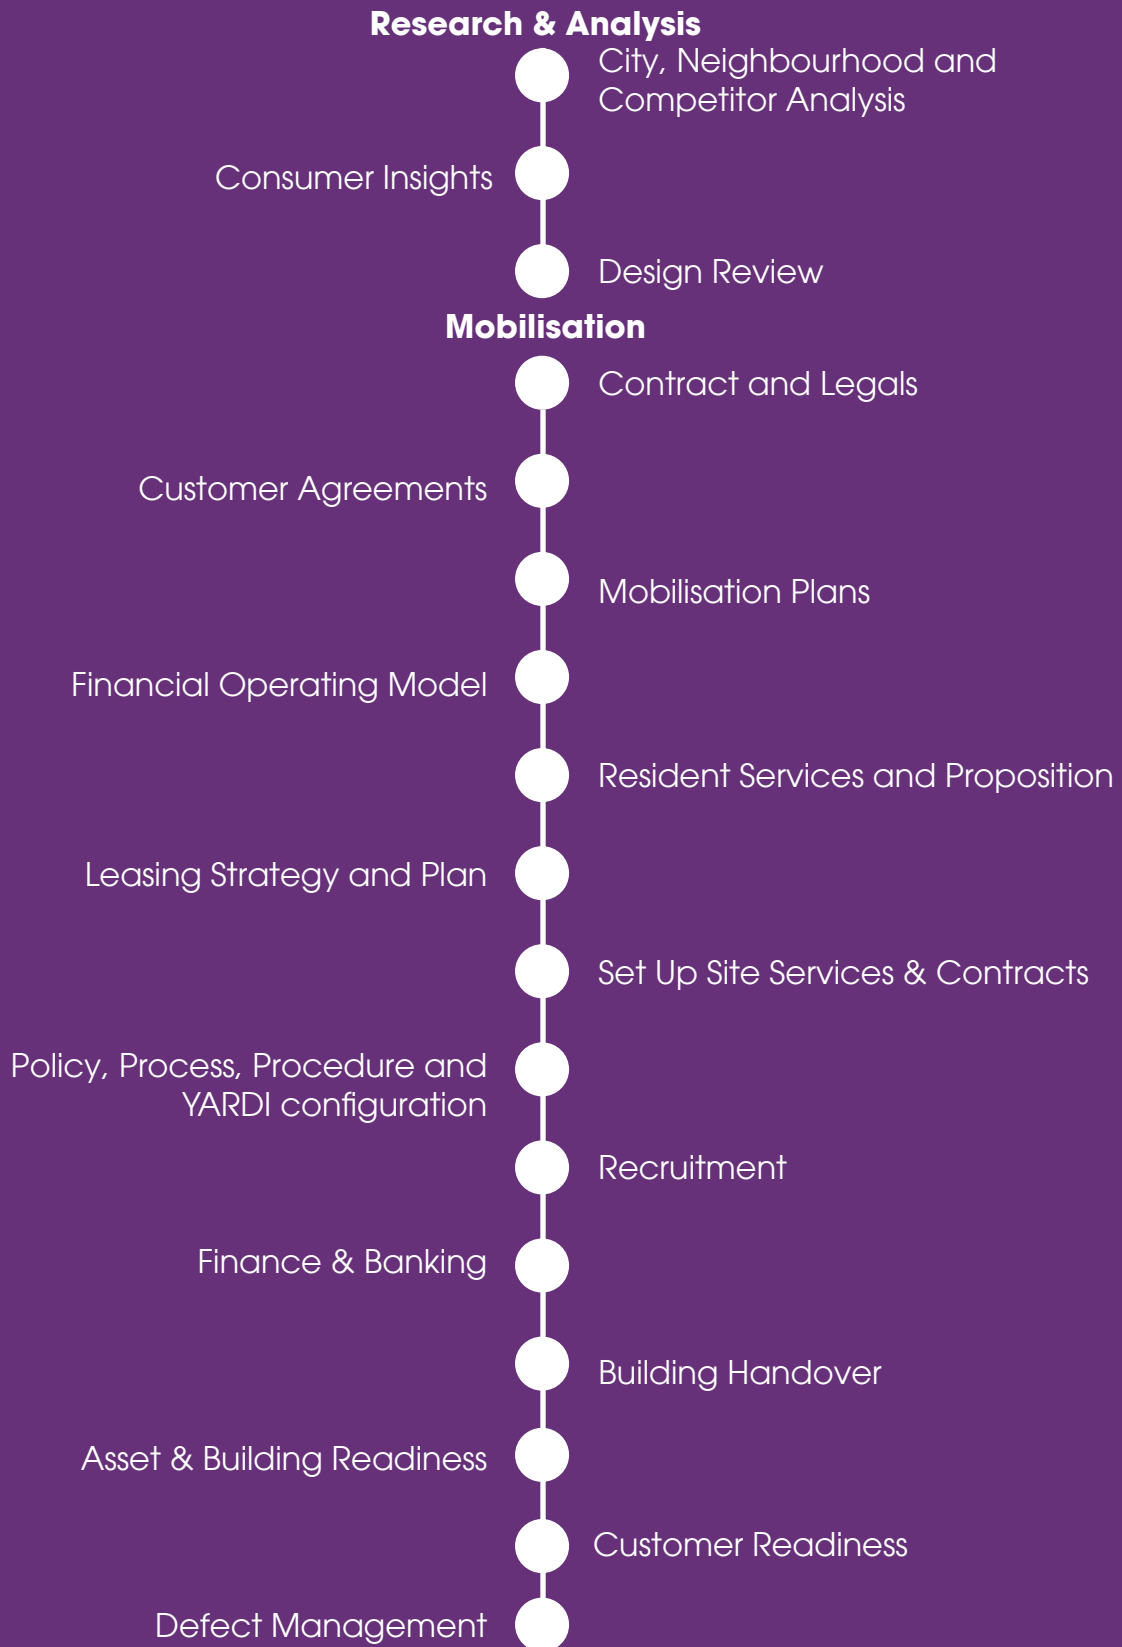 Research & Analysis
City, Neighbourhood and
Competitor Analysis
Consumer Insights
Design Review
Mobilisation
Contract and Legals
Customer Agreements
Mobilisation Plans
Financial Operating Model
Resident Services and Proposition
Leasing Strategy and Plan
Set Up Site Services & Contracts
Policy, Process, Procedure and
YARDI configuration
Recruitment
Finance & Banking
Building Handover
Asset & Building Readiness
Customer Readiness
Defect Management